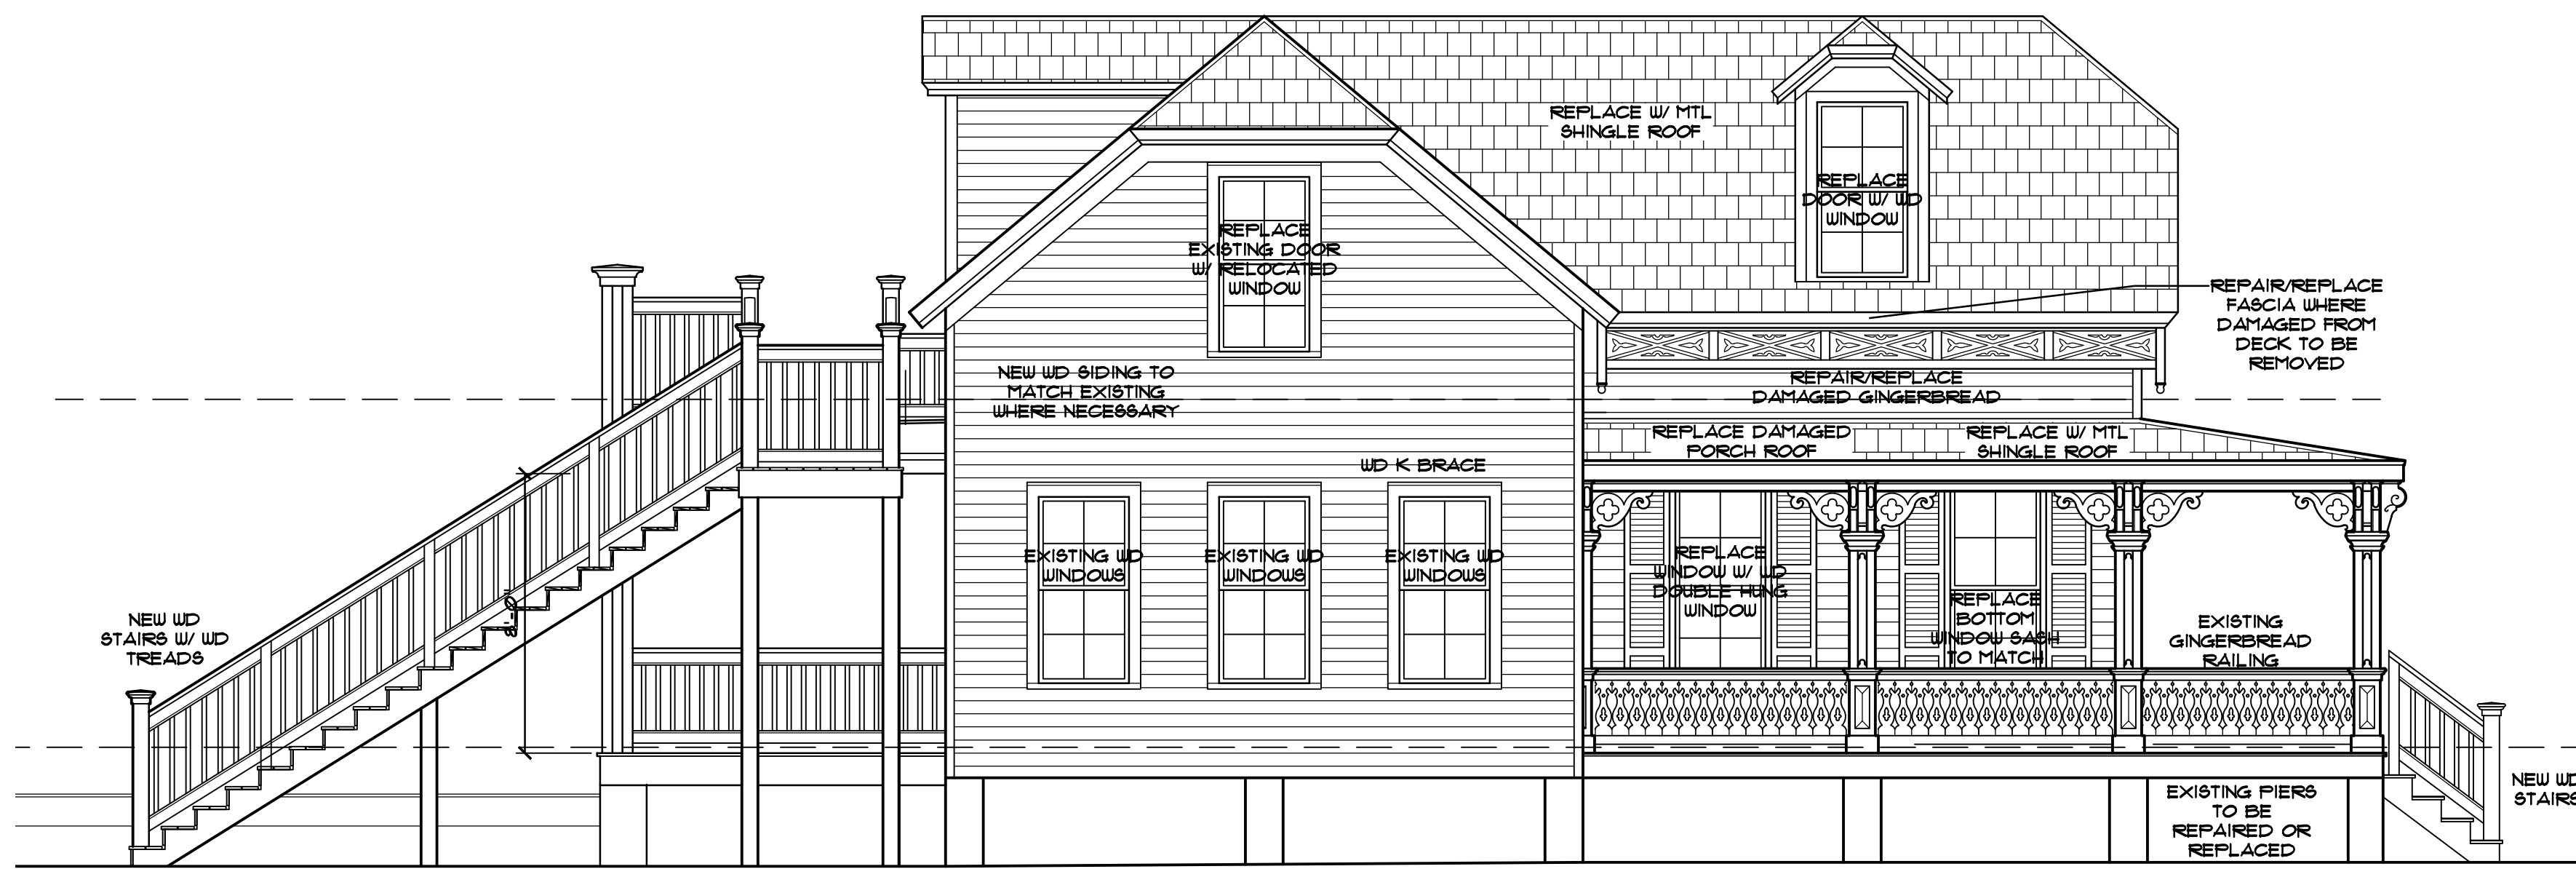 REPLACE W/ MTL
SHINGLE ROOF
REPLACE
DOOR W/ WD
WINDOW
REPLACE
EXISTING DOOR
W/ RELOCATED
WINDOW
REPAIR/REPLACE
FASCIA WHERE
DAMAGED FROM
DECK TO BE
REMOVED
NEW WD SIDING TO
MATCH EXISTING
WHERE NECESSARY
REPAIR/REPLACE
DAMAGED GINGERBREAD
REPLACE DAMAGED
PORCH ROOF
REPLACE W/ MTL
SHINGLE ROOF
WD K BRACE
EXISTING WD
WINDOWS
EXISTING WD
WINDOWS
EXISTING WD
WINDOWS
REPLACE
WINDOW W/ WD
DOUBLE HUNG
WINDOW
REPLACE
BOTTOM
WINDOW SASH
TO MATCH
EXISTING
GINGERBREAD
RAILING
NEW WD
STAIRS W/ WD
TREADS
NEW WD
STAIRS
EXISTING PIERS
TO BE
REPAIRED OR
REPLACED